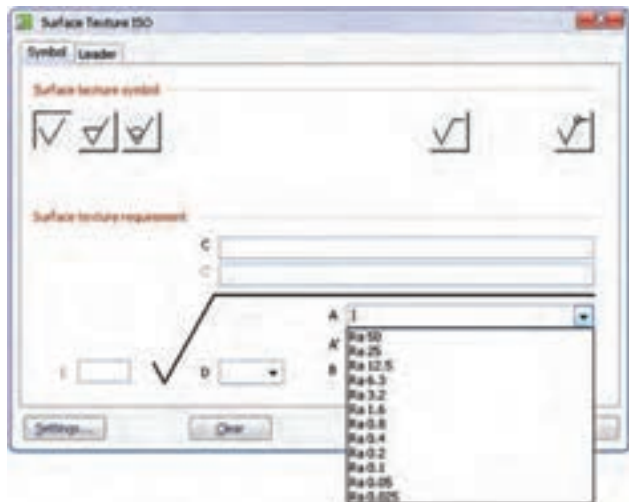 Surface Texture ISO
Symbol Leader
Surface texture symbol
Surface texture requirement
C
C'
A
A'
B
D
Ra 50
Ra 25
Ra 12.5
Ra 6.3
Ra 3.2
Ra 1.6
Ra 0.8
Ra 0.4
Ra 0.2
Ra 0.1
Ra 0.05
Ra 0.025
Settings... Clear